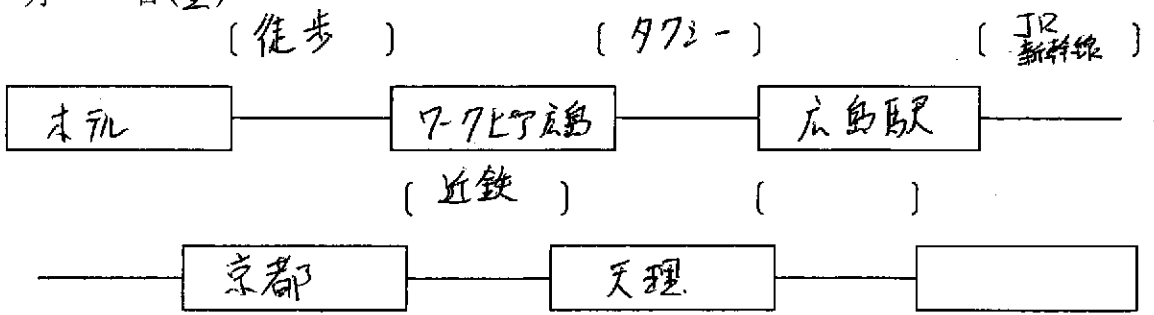 〔 徒歩 〕 〔 タクシー 〕 〔 JR 新幹線 〕
ホテル ワークピア広島 広島駅
〔 近鉄 〕 〔 〕
京都 天理